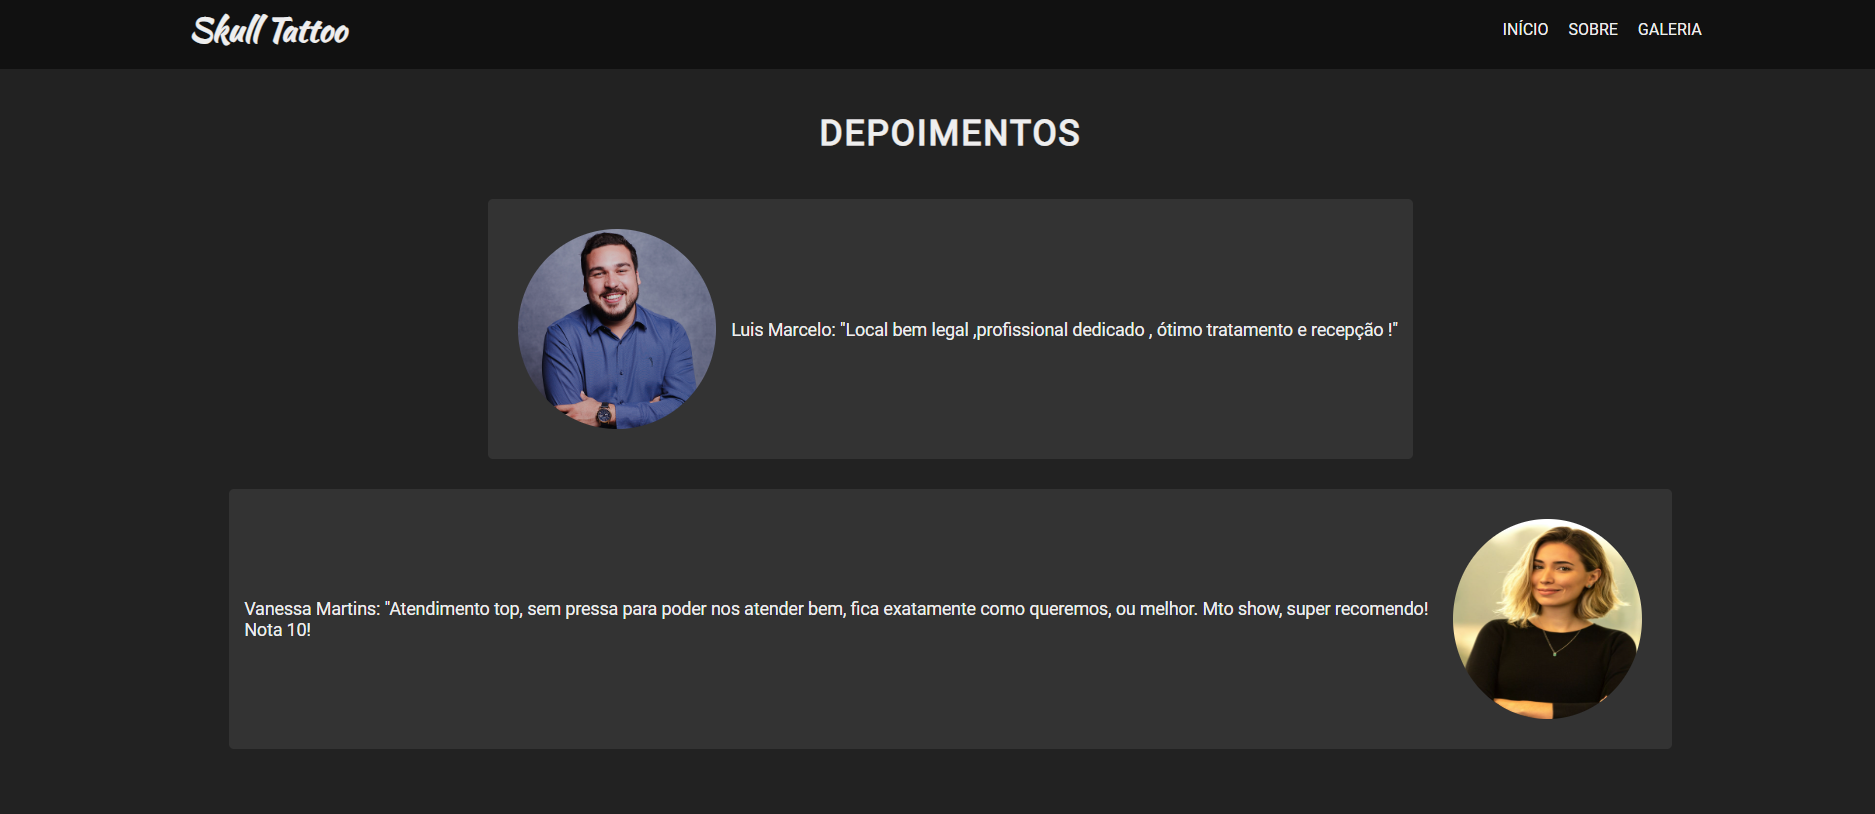 Skull Tattoo
INÍCIO SOBRE GALERIA
DEPOIMENTOS
Luis Marcelo: "Local bem legal ,profissional dedicado , ótimo tratamento e recepção !"
Vanessa Martins: "Atendimento top, sem pressa para poder nos atender bem, fica exatamente como queremos, ou melhor. Mto show, super recomendo!
Nota 10!